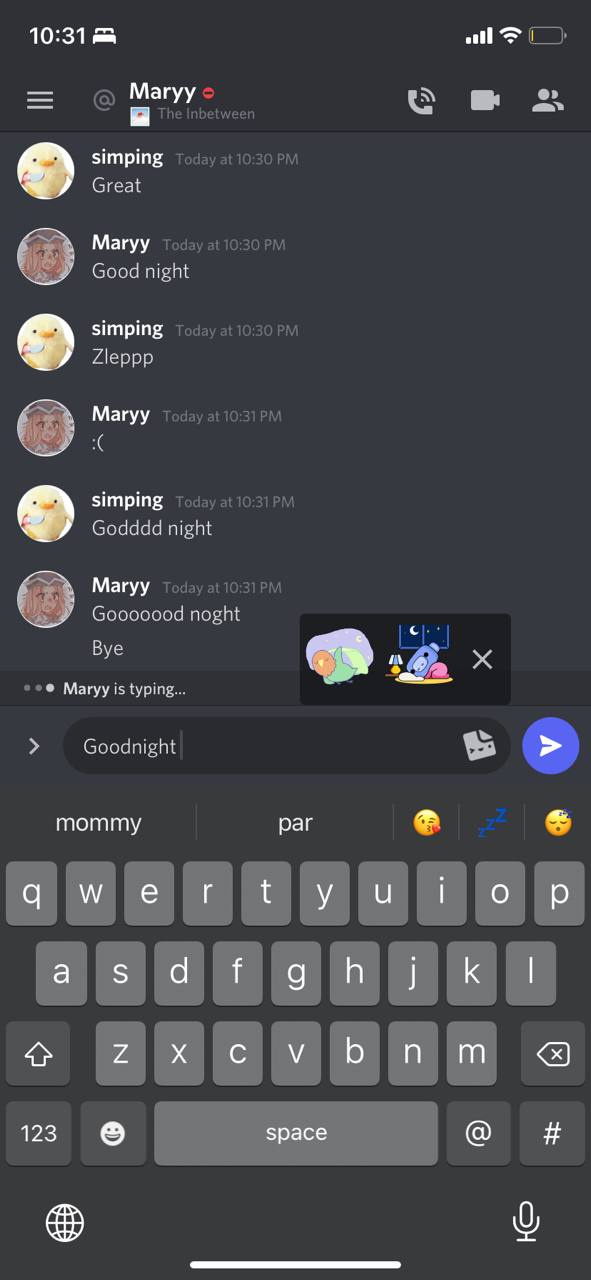 10:31
@ Maryy
The Inbetween
simping Today at 10:30 PM
Great
Maryy Today at 10:30 PM
Good night
simping Today at 10:30 PM
Zleppp
Maryy Today at 10:31 PM
:(
simping Today at 10:31 PM
Godddd night
Maryy Today at 10:31 PM
Gooooood noght
Bye
Maryy is typing...
Goodnight
mommy par 😘 💤 😴
q w e r t y u i o p
a s d f g h j k l
z x c v b n m
123 space @ #